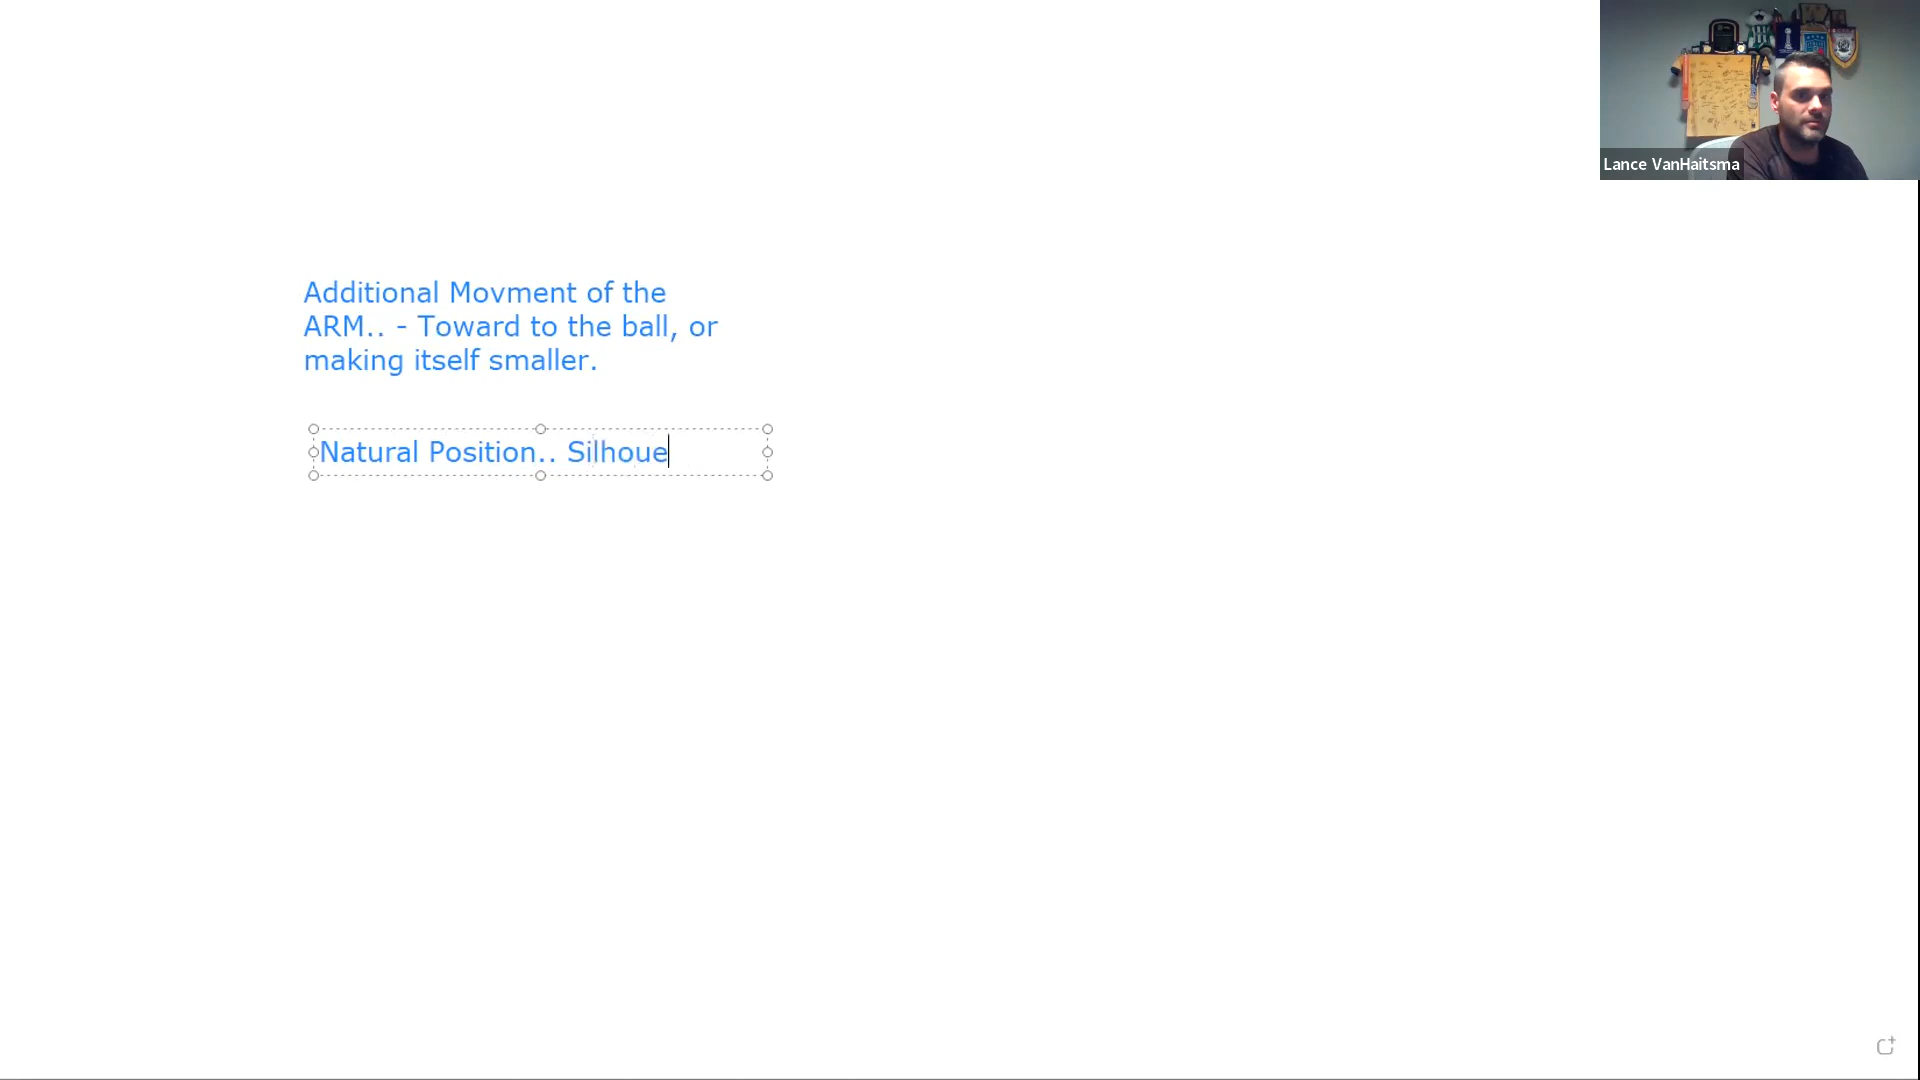 Lance VanHaitsma
Additional Movment of the
ARM.. - Toward to the ball, or
making itself smaller.
Natural Position.. Silhoue